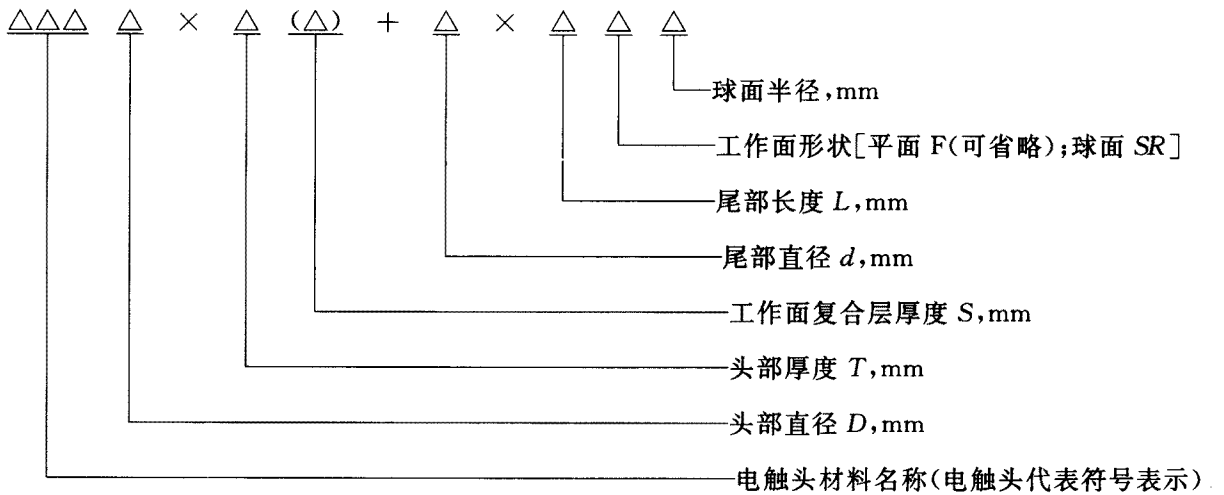 △△△ △ × △ (△) + △ × △ △ △
球面半径,mm
工作面形状[平面 F(可省略);球面 SR]
尾部长度 L,mm
尾部直径 d,mm
工作面复合层厚度 S,mm
头部厚度 T,mm
头部直径 D,mm
电触头材料名称(电触头代表符号表示)